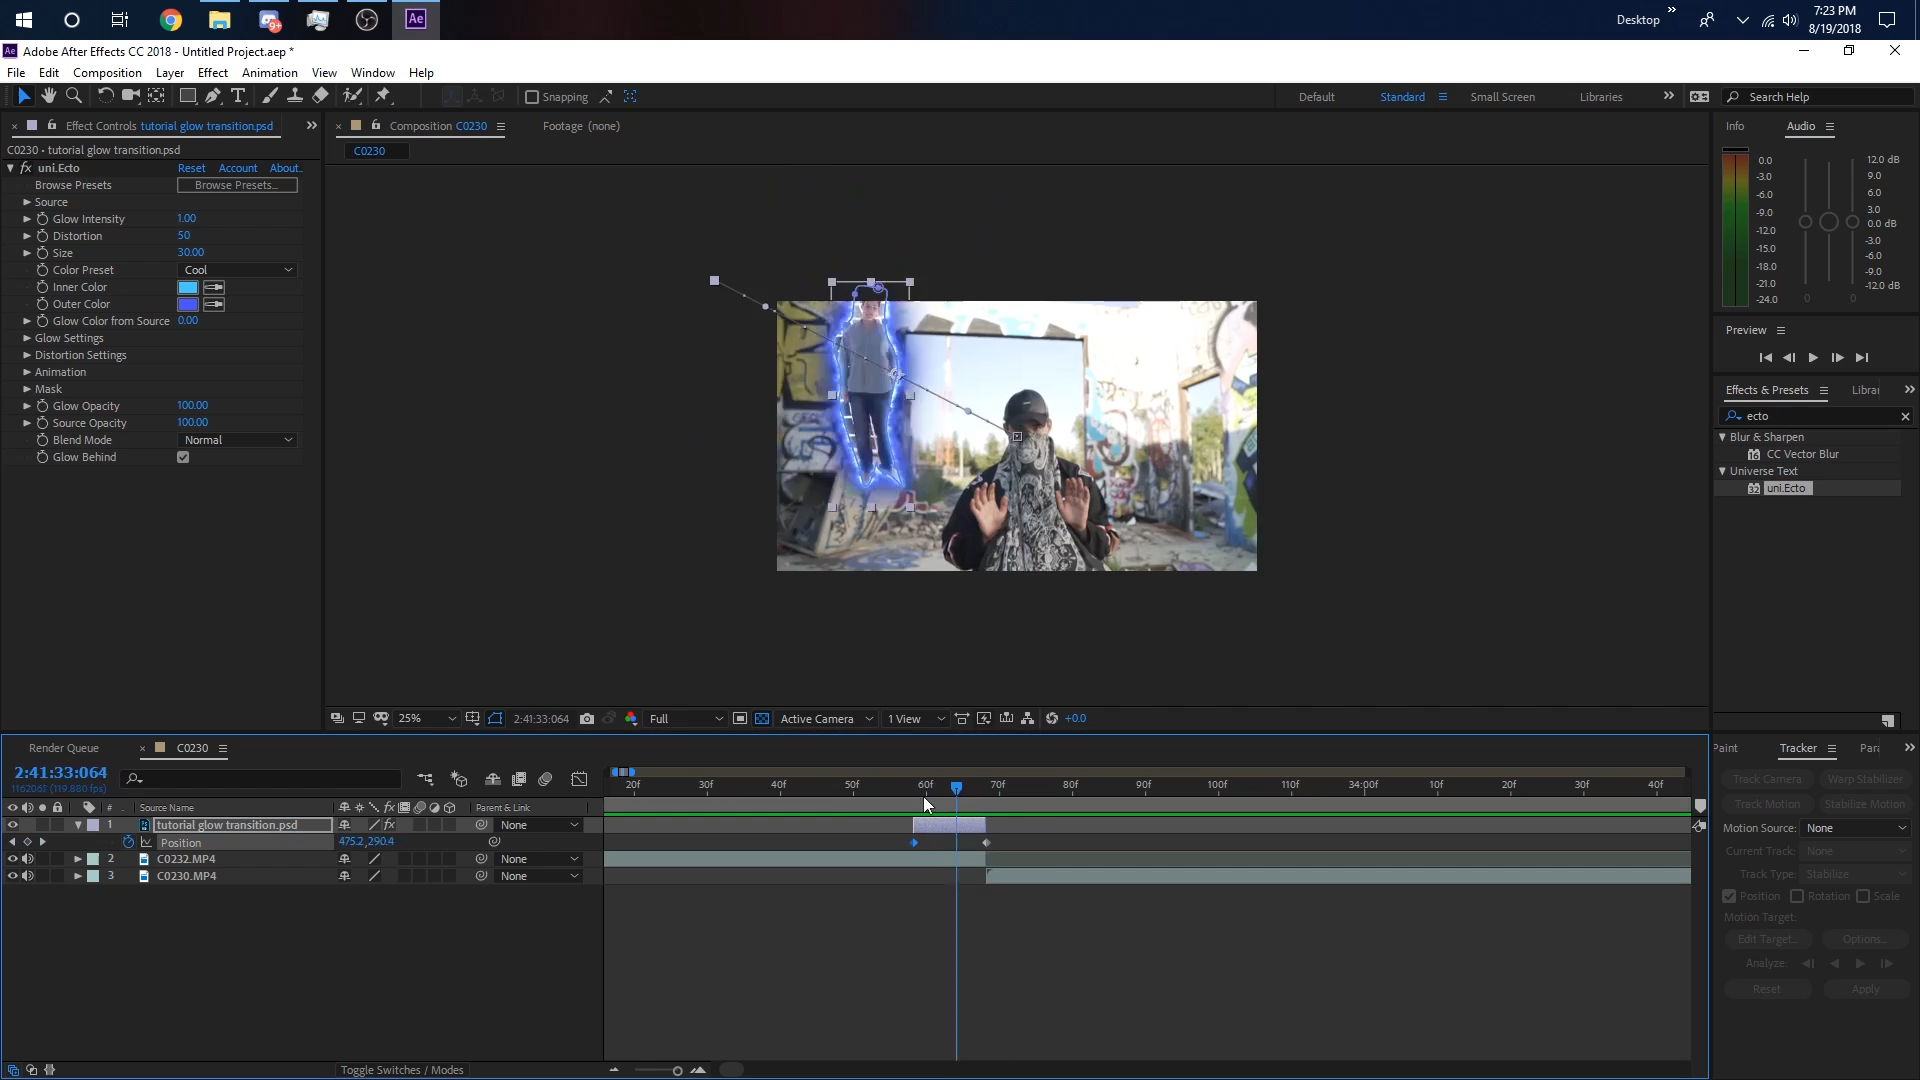 Desktop
»
7:23 PM
8/19/2018
9+
Ae
Adobe After Effects CC 2018 - Untitled Project.aep *
File Edit Composition Layer Effect Animation View Window Help
Snapping
Default Standard Small Screen Libraries » Search Help
Effect Controls tutorial glow transition.psd »
C0230 • tutorial glow transition.psd
fx uni.Ecto Reset Account About..
Browse Presets Browse Presets...
Source
Glow Intensity 1.00
Distortion 50
Size 30.00
Color Preset Cool
Inner Color
Outer Color
Glow Color from Source 0.00
Glow Settings
Distortion Settings
Animation
Mask
Glow Opacity 100.00
Source Opacity 100.00
Blend Mode Normal
Glow Behind
Composition C0230 Footage (none)
C0230
25% 2:41:33:064 Full Active Camera 1 View +0.0
Info Audio
0.0 12.0 dB
-3.0 9.0
-6.0 6.0
-9.0 3.0
-12.0 0.0 dB
-15.0 -3.0
-18.0 -6.0
-21.0 -9.0
-24.0 0 0 -12.0 dB
Preview
Effects & Presets Librar »
ecto
Blur & Sharpen
CC Vector Blur
Universe Text
uni.Ecto
Render Queue C0230
2:41:33:064
116206 (119.880 fps)
20f 30f 40f 50f 60f 70f 80f 90f 100f 110f 34:00f 10f 20f 30f 40f
# Source Name fx Parent & Link
1 tutorial glow transition.psd fx None
Position 475.2,290.4
2 C0232.MP4 None
3 C0230.MP4 None
Toggle Switches / Modes
Paint Tracker Para »
Track Camera Warp Stabilizer
Track Motion Stabilize Motion
Motion Source: None
Current Track: None
Track Type: Stabilize
Position Rotation Scale
Motion Target:
Edit Target... Options...
Analyze:
Reset Apply